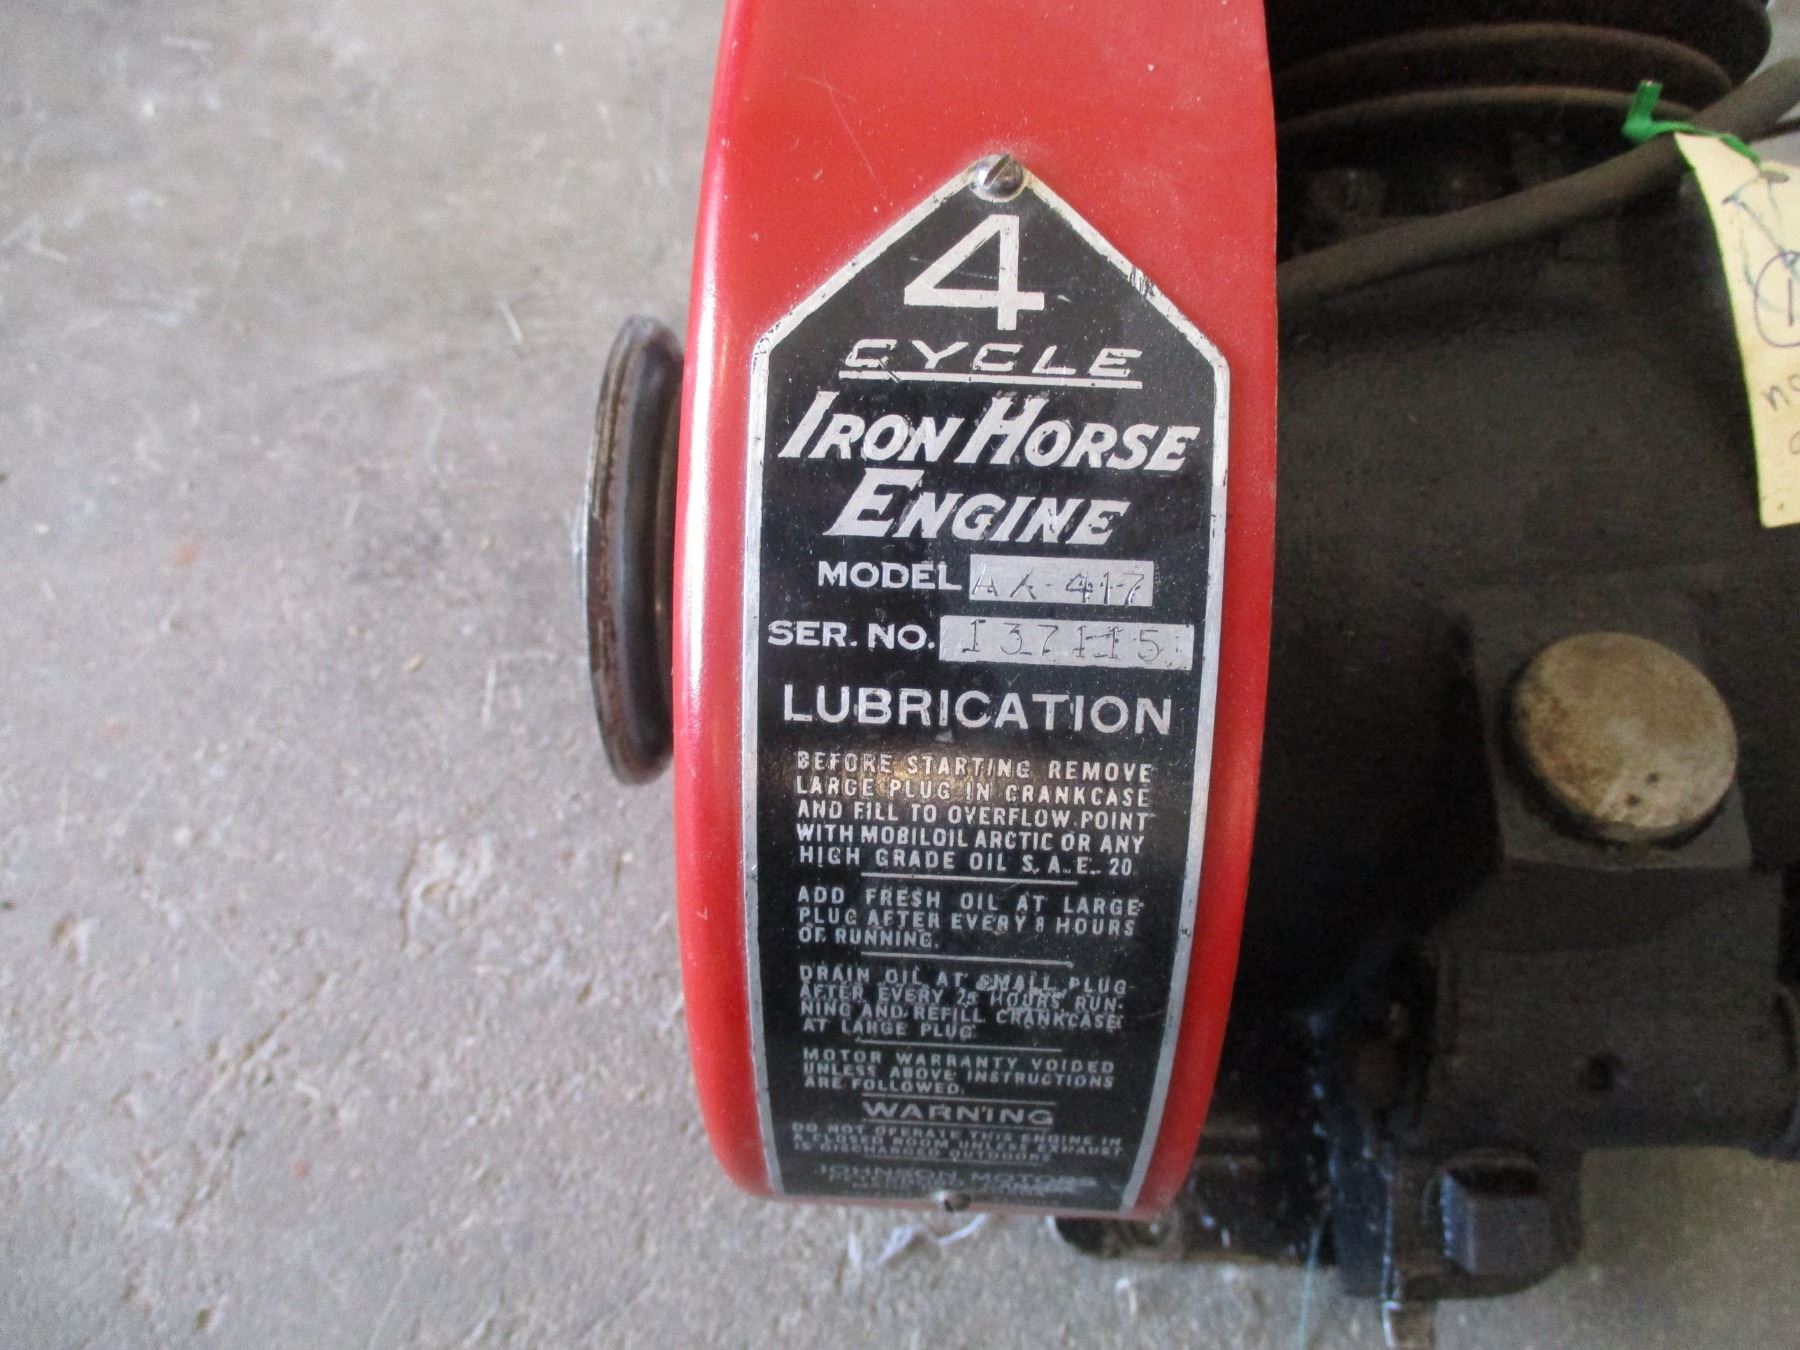 4
CYCLE
IRON HORSE
ENGINE
MODEL AX-417
SER. NO. 137115
LUBRICATION
BEFORE STARTING REMOVE
LARGE PLUG IN CRANKCASE
AND FILL TO OVERFLOW POINT
WITH MOBILOIL ARCTIC OR ANY
HIGH GRADE OIL S.A.E. 20
ADD FRESH OIL AT LARGE
PLUG AFTER EVERY 8 HOURS
OF RUNNING.
DRAIN OIL AT SMALL PLUG
AFTER EVERY 25 HOURS RUN-
NING AND REFILL CRANKCASE
AT LARGE PLUG
MOTOR WARRANTY VOIDED
UNLESS ABOVE INSTRUCTIONS
ARE FOLLOWED.
WARNING
DO NOT OPERATE THIS ENGINE IN
A CLOSED ROOM UNLESS EXHAUST
IS DISCHARGED OUTDOORS
JOHNSON MOTORS